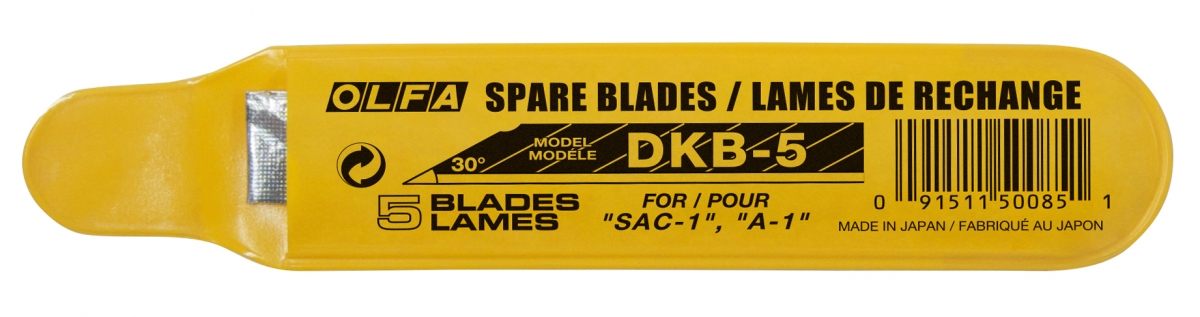 OLFA SPARE BLADES / LAMES DE RECHANGE
MODEL
MODÉLE
DKB-5
30°
5 BLADES
LAMES
FOR / POUR
"SAC-1", "A-1"
0 91511 50085 1
MADE IN JAPAN / FABRIQUÉ AU JAPON